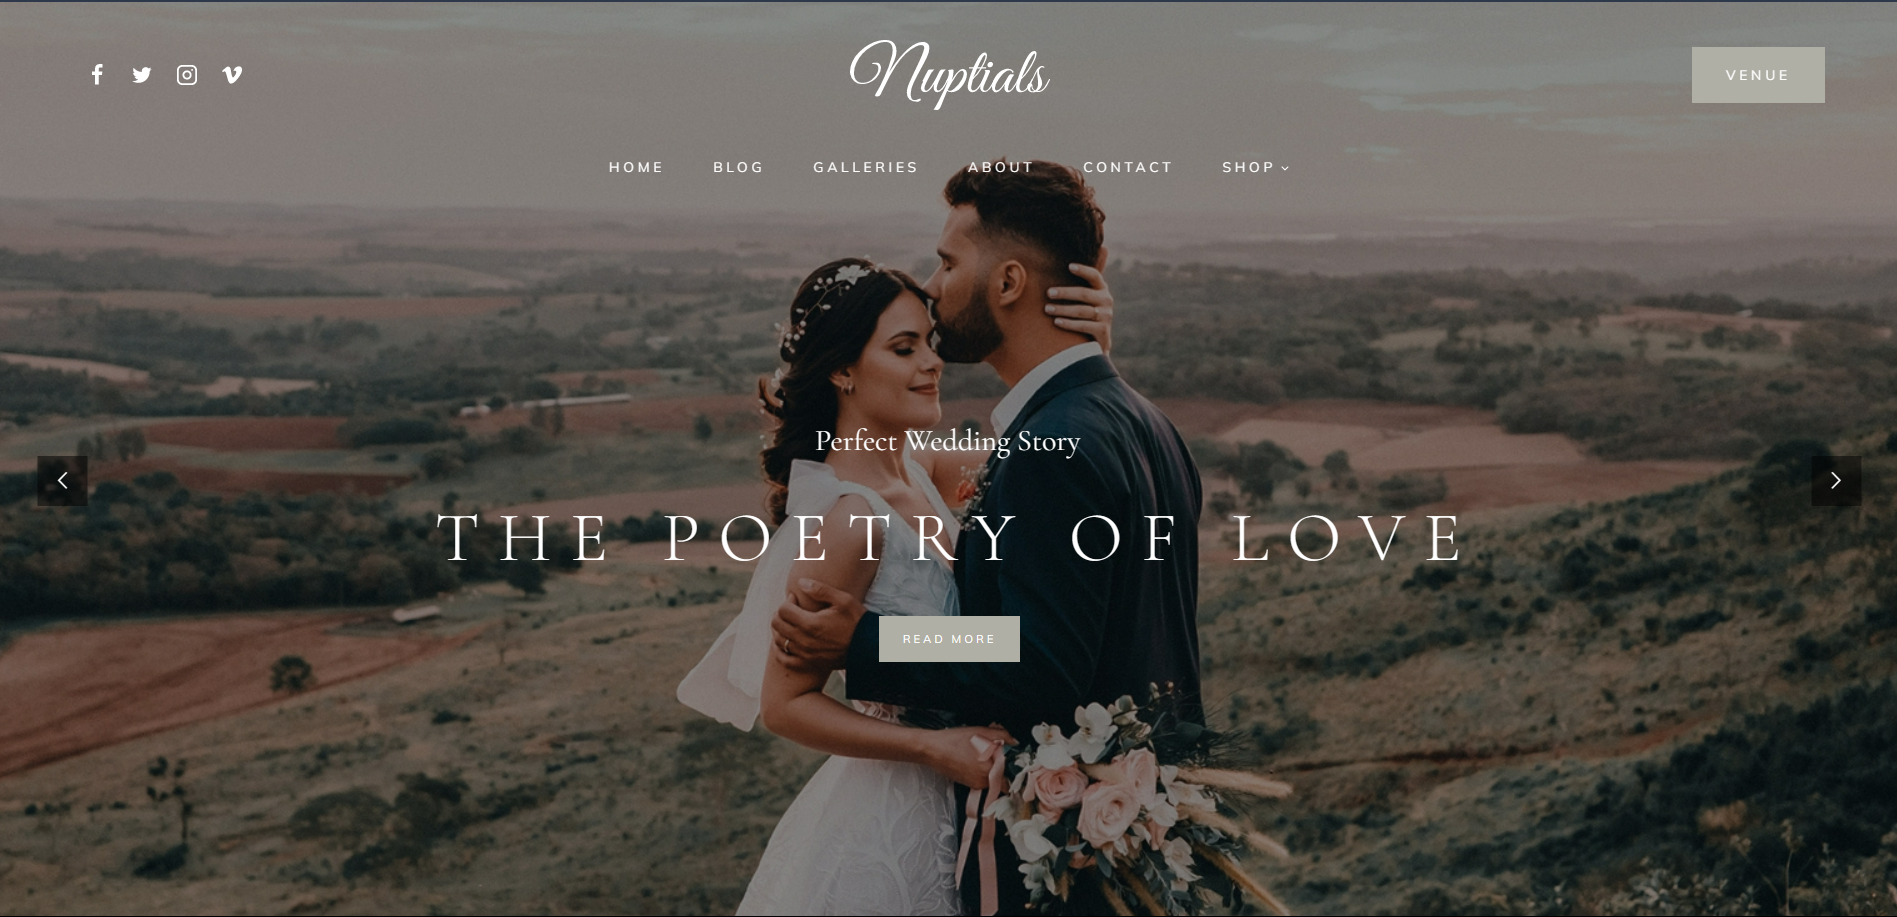 Nuptials
VENUE
HOME BLOG GALLERIES ABOUT CONTACT SHOP
Perfect Wedding Story
THE POETRY OF LOVE
READ MORE